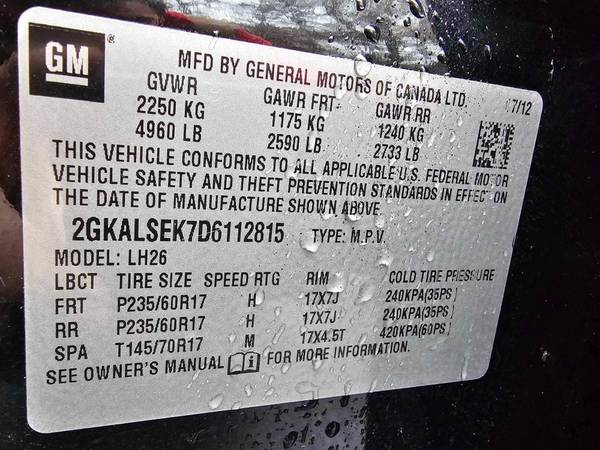 GM
®
MFD BY GENERAL MOTORS OF CANADA LTD. 7/12
GVWR GAWR FRT GAWR RR
2250 KG 1175 KG 1240 KG
4960 LB 2590 LB 2733 LB
THIS VEHICLE CONFORMS TO ALL APPLICABLE U.S. FEDERAL MOTOR
VEHICLE SAFETY AND THEFT PREVENTION STANDARDS IN EFFECT ON
THE DATE OF MANUFACTURE SHOWN ABOVE.
2GKALSEK7D6112815 TYPE: M.P.V.
MODEL: LH26
LBCT TIRE SIZE SPEED RTG RIM COLD TIRE PRESSURE
FRT P235/60R17 H 17X7J 240KPA(35PS)
RR P235/60R17 H 17X7J 240KPA(35PS)
SPA T145/70R17 M 17X4.5T 420KPA(60PS)
SEE OWNER'S MANUAL i FOR MORE INFORMATION.